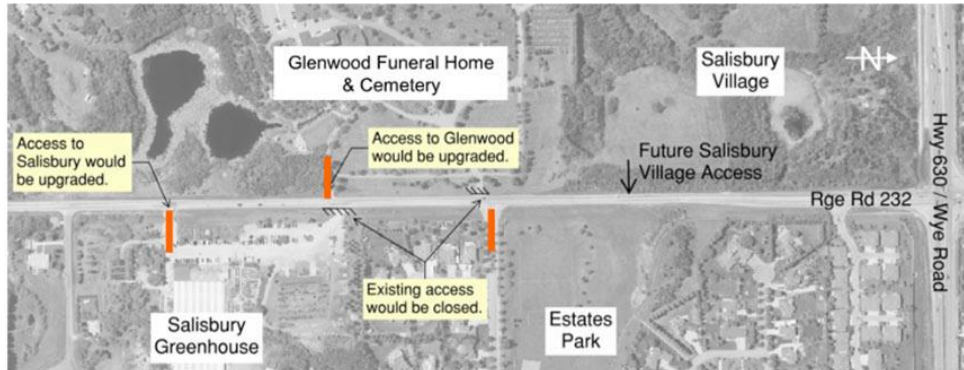 Glenwood Funeral Home
& Cemetery
Salisbury
Village
N
Access to
Salisbury would
be upgraded.
Access to Glenwood
would be upgraded.
Future Salisbury
Village Access
Rge Rd 232
Hwy-630 / Wye Road
Existing access
would be closed.
Salisbury
Greenhouse
Estates
Park